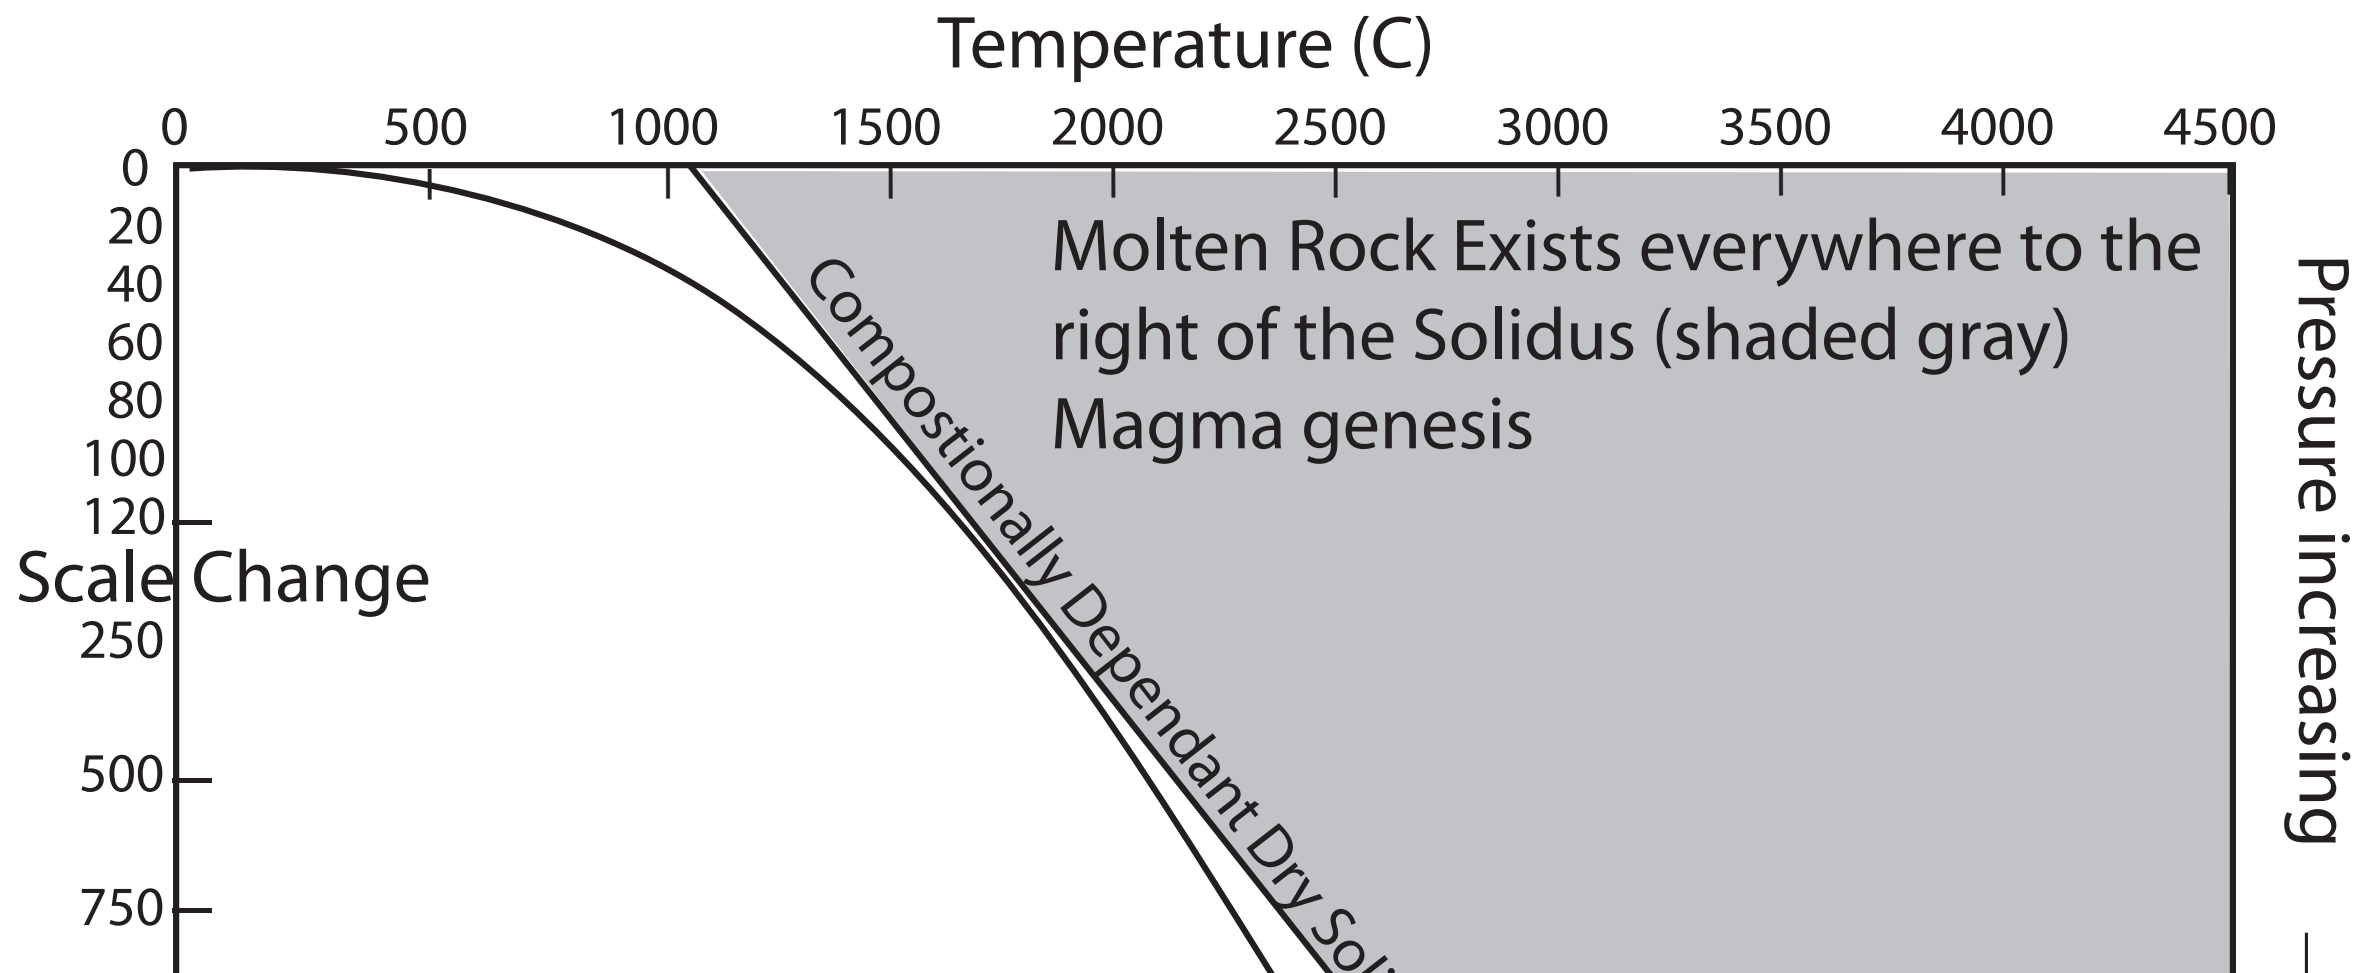 Temperature (C)
0 500 1000 1500 2000 2500 3000 3500 4000 4500
0
20
40
60
80
100
120
Scale Change
250
500
750
Molten Rock Exists everywhere to the
right of the Solidus (shaded gray)
Magma genesis
Compostionally Dependant Dry Soli
Pressure increasing